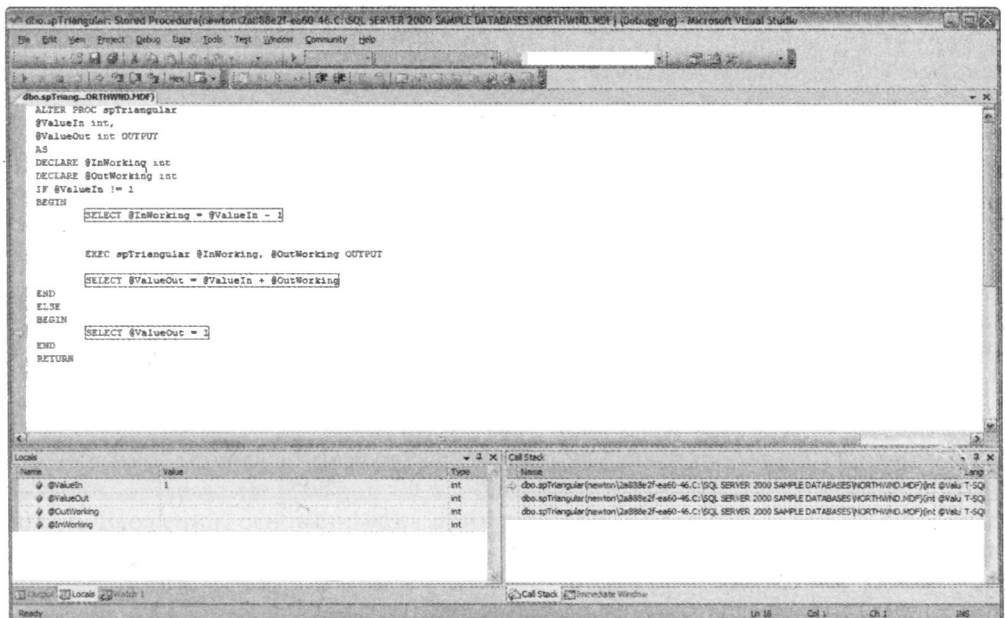 dbo.spTriangular: Stored Procedure(newton\2a888e2f-ea60-46.C:\SQL SERVER 2000 SAMPLE DATABASES\NORTHWND.MDF) (Debugging) - Microsoft Visual Studio
File Edit View Project Debug Data Tools Test Window Community Help
Hex
dbo.spTriang...ORTHWND.MDF)
ALTER PROC spTriangular
@ValueIn int,
@ValueOut int OUTPUT
AS
DECLARE @InWorking int
DECLARE @OutWorking int
IF @ValueIn != 1
BEGIN
SELECT @InWorking = @ValueIn - 1
EXEC spTriangular @InWorking, @OutWorking OUTPUT
SELECT @ValueOut = @ValueIn + @OutWorking
END
ELSE
BEGIN
SELECT @ValueOut = 1
END
RETURN
Locals
Name Value Type
@ValueIn 1 int
@ValueOut int
@OutWorking int
@InWorking int
Output Locals Watch 1
Call Stack
Name Lang
dbo.spTriangular(newton\2a888e2f-ea60-46.C:\SQL SERVER 2000 SAMPLE DATABASES\NORTHWND.MDF)(int @Valu T-SQ
dbo.spTriangular(newton\2a888e2f-ea60-46.C:\SQL SERVER 2000 SAMPLE DATABASES\NORTHWND.MDF)(int @Valu T-SQ
dbo.spTriangular(newton\2a888e2f-ea60-46.C:\SQL SERVER 2000 SAMPLE DATABASES\NORTHWND.MDF)(int @Valu T-SQ
Call Stack Immediate Window
Ready Ln 18 Col 1 Ch 1 INS